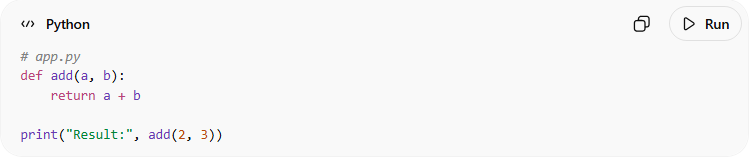 </> Python Run
# app.py
def add(a, b):
    return a + b
print("Result:", add(2, 3))